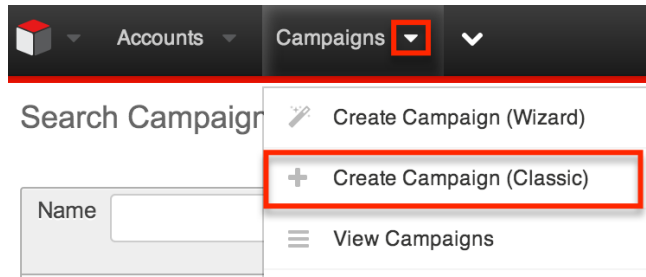 Accounts Campaigns
Create Campaign (Wizard)
Search Campaign
Create Campaign (Classic)
Name
View Campaigns